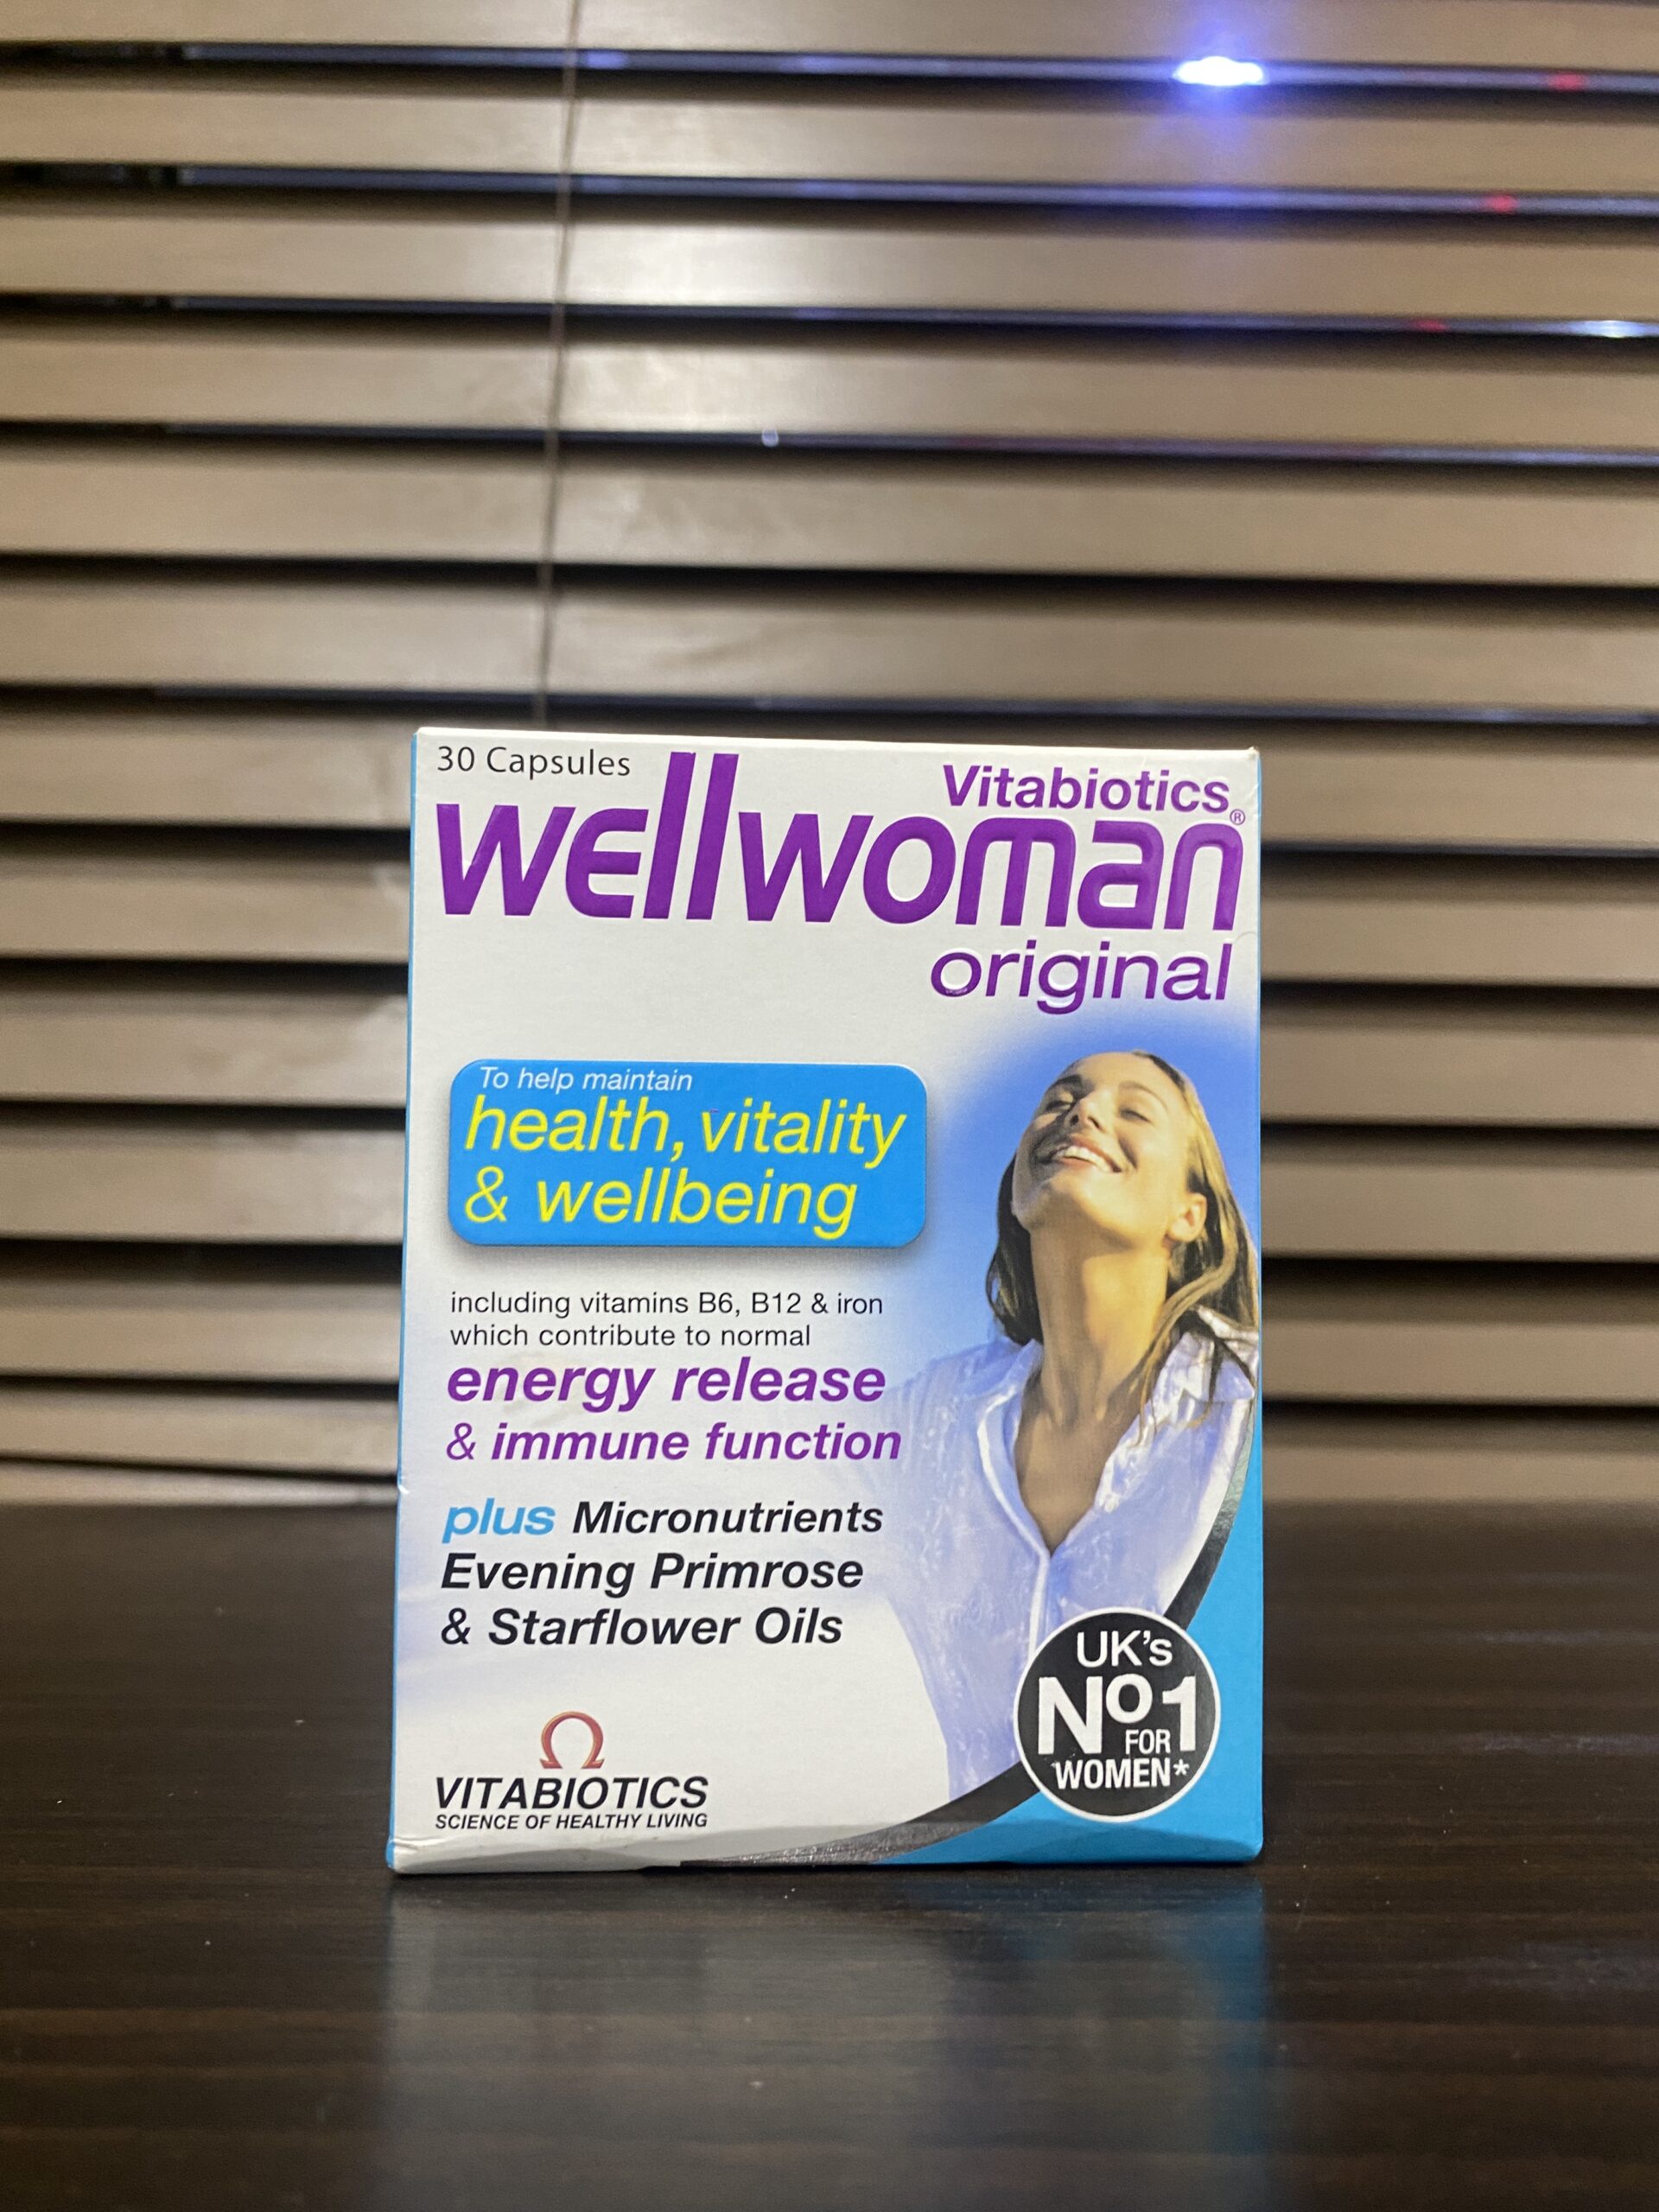 30 Capsules
Vitabiotics®
wellwoman
original
To help maintain
health, vitality
& wellbeing
including vitamins B6, B12 & iron
which contribute to normal
energy release
& immune function
plus Micronutrients
Evening Primrose
& Starflower Oils
UK's
Nº1
FOR
WOMEN*
VITABIOTICS
SCIENCE OF HEALTHY LIVING